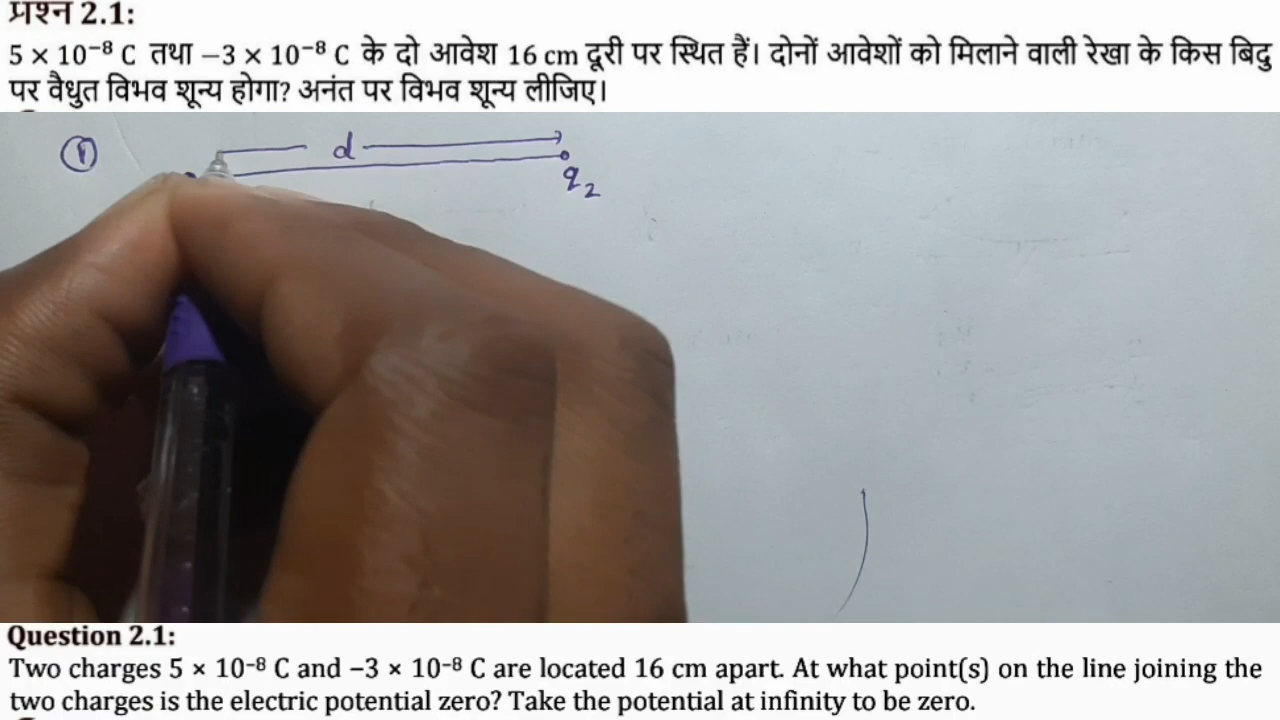 प्रश्न 2.1:
5 × 10⁻⁸ C तथा −3 × 10⁻⁸ C के दो आवेश 16 cm दूरी पर स्थित हैं। दोनों आवेशों को मिलाने वाली रेखा के किस बिदु
पर वैधुत विभव शून्य होगा? अनंत पर विभव शून्य लीजिए।
① d
q₂
Question 2.1:
Two charges 5 × 10⁻⁸ C and −3 × 10⁻⁸ C are located 16 cm apart. At what point(s) on the line joining the
two charges is the electric potential zero? Take the potential at infinity to be zero.